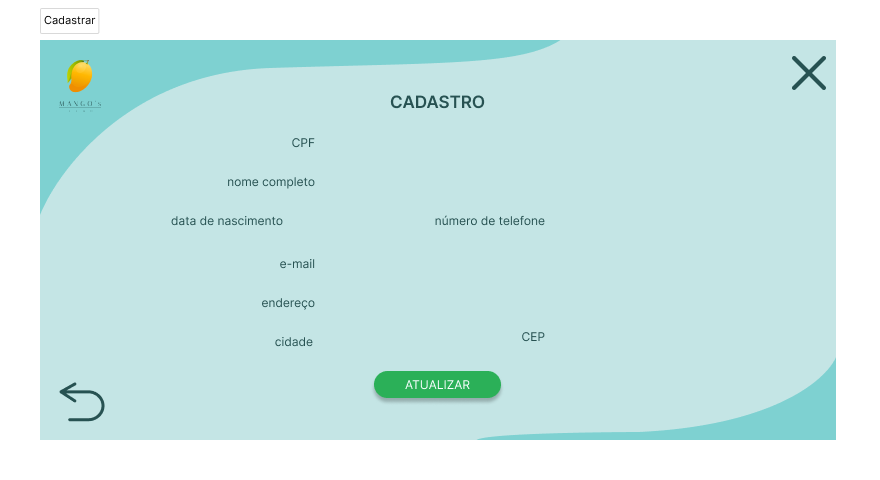 Cadastrar
MANGO's
CADASTRO
CPF
nome completo
data de nascimento
número de telefone
e-mail
endereço
cidade
CEP
ATUALIZAR